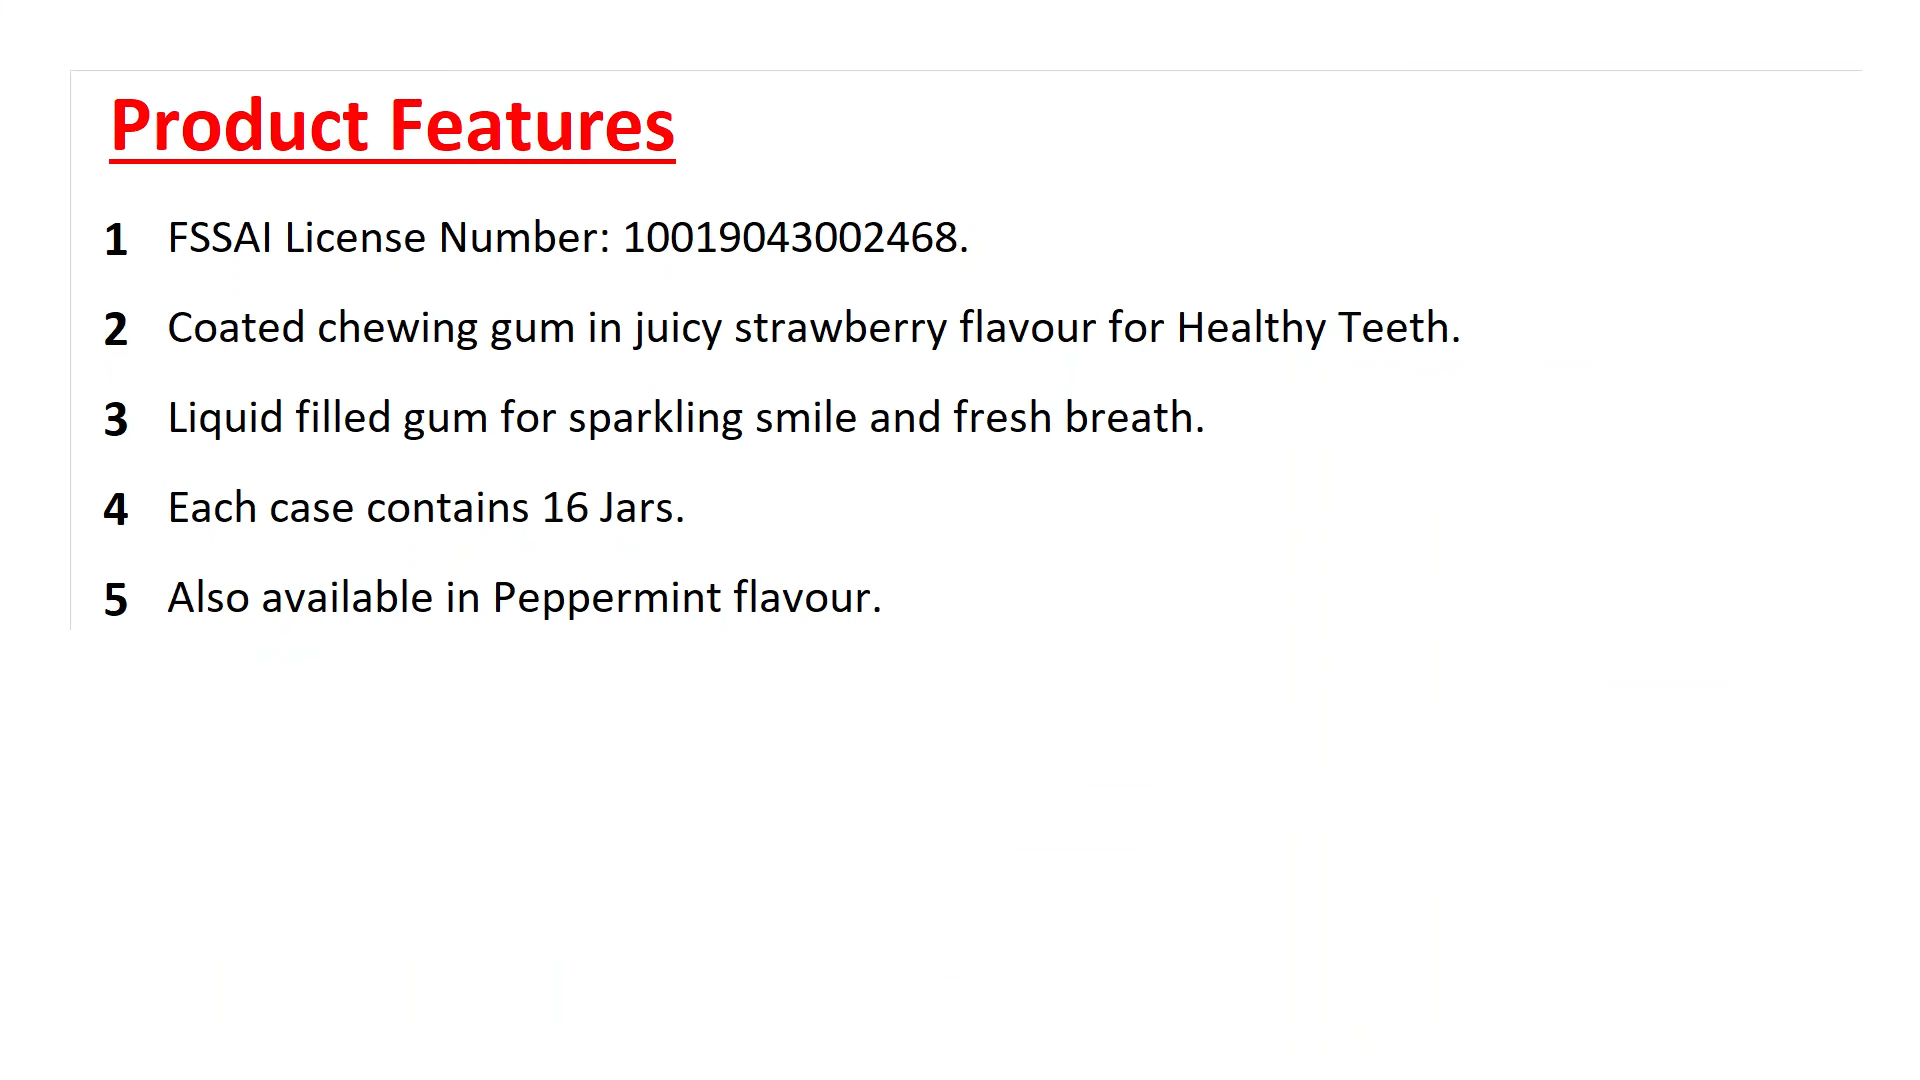 Product Features
1 FSSAI License Number: 10019043002468.
2 Coated chewing gum in juicy strawberry flavour for Healthy Teeth.
3 Liquid filled gum for sparkling smile and fresh breath.
4 Each case contains 16 Jars.
5 Also available in Peppermint flavour.